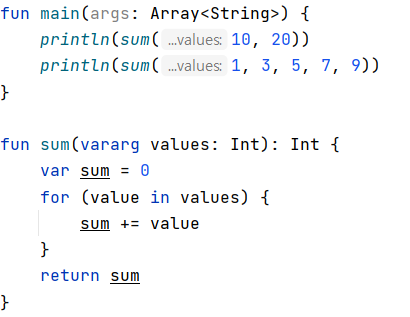 fun main(args: Array<String>) {
    println(sum( ...values: 10, 20))
    println(sum( ...values: 1, 3, 5, 7, 9))
}

fun sum(vararg values: Int): Int {
    var sum = 0
    for (value in values) {
        sum += value
    }
    return sum
}